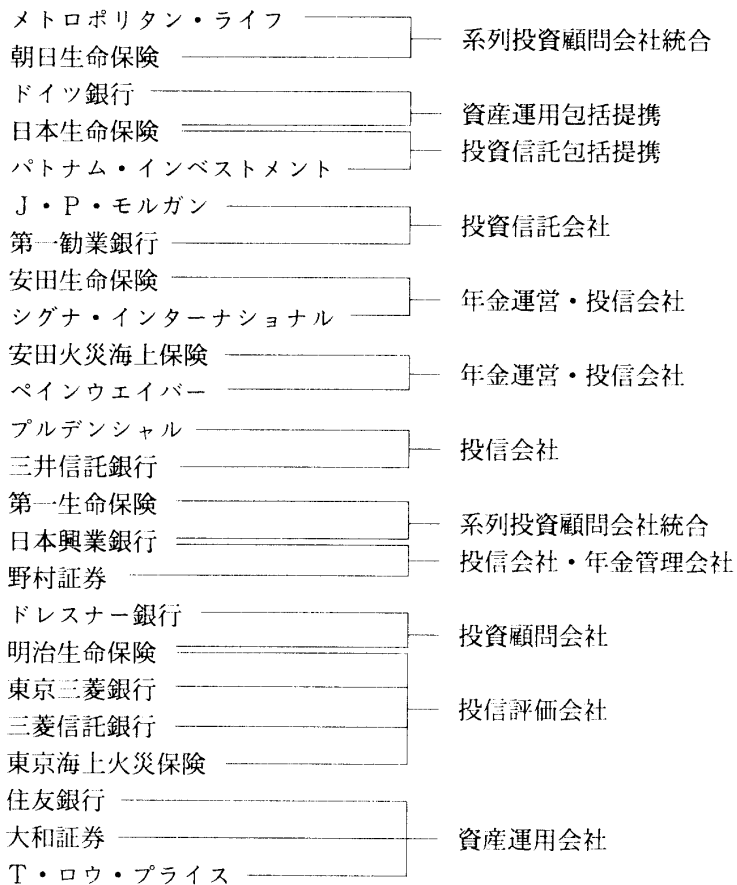 メトロポリタン・ライフ
朝日生命保険
系列投資顧問会社統合
ドイツ銀行
日本生命保険
資産運用包括提携
投資信託包括提携
パトナム・インベストメント
J・P・モルガン
第一勧業銀行
投資信託会社
安田生命保険
シグナ・インターナショナル
年金運営・投信会社
安田火災海上保険
ペインウエイバー
年金運営・投信会社
プルデンシャル
三井信託銀行
投信会社
第一生命保険
日本興業銀行
系列投資顧問会社統合
投信会社・年金管理会社
野村証券
ドレスナー銀行
明治生命保険
投資顧問会社
東京三菱銀行
三菱信託銀行
東京海上火災保険
投信評価会社
住友銀行
大和証券
T・ロウ・プライス
資産運用会社